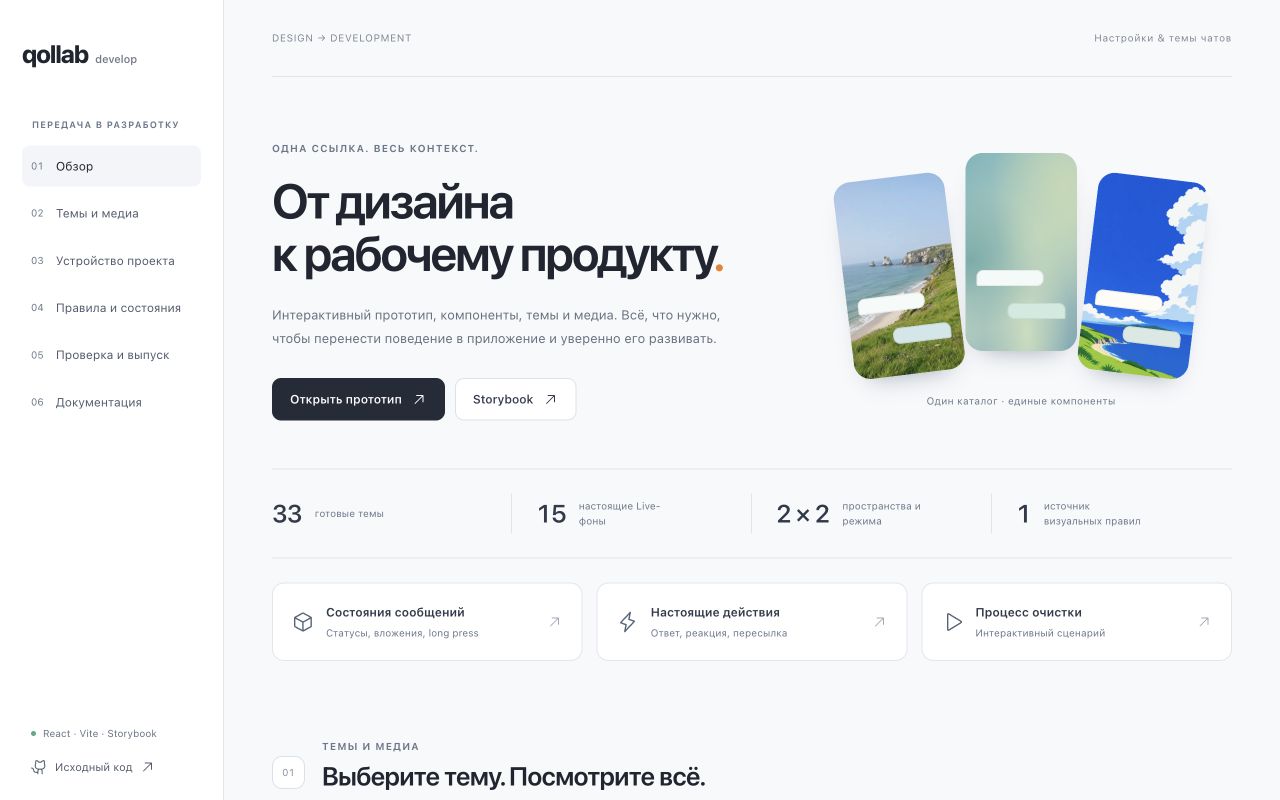 qollab develop
ПЕРЕДАЧА В РАЗРАБОТКУ
01 Обзор
02 Темы и медиа
03 Устройство проекта
04 Правила и состояния
05 Проверка и выпуск
06 Документация
React · Vite · Storybook
Исходный код
DESIGN → DEVELOPMENT
Настройки & темы чатов
ОДНА ССЫЛКА. ВЕСЬ КОНТЕКСТ.
От дизайна
к рабочему продукту.
Интерактивный прототип, компоненты, темы и медиа. Всё, что нужно,
чтобы перенести поведение в приложение и уверенно его развивать.
Открыть прототип
Storybook
Один каталог · единые компоненты
33 готовые темы
15 настоящие Live-
фоны
2 × 2 пространства и
режима
1 источник
визуальных правил
Состояния сообщений
Статусы, вложения, long press
Настоящие действия
Ответ, реакция, пересылка
Процесс очистки
Интерактивный сценарий
ТЕМЫ И МЕДИА
01 Выберите тему. Посмотрите всё.